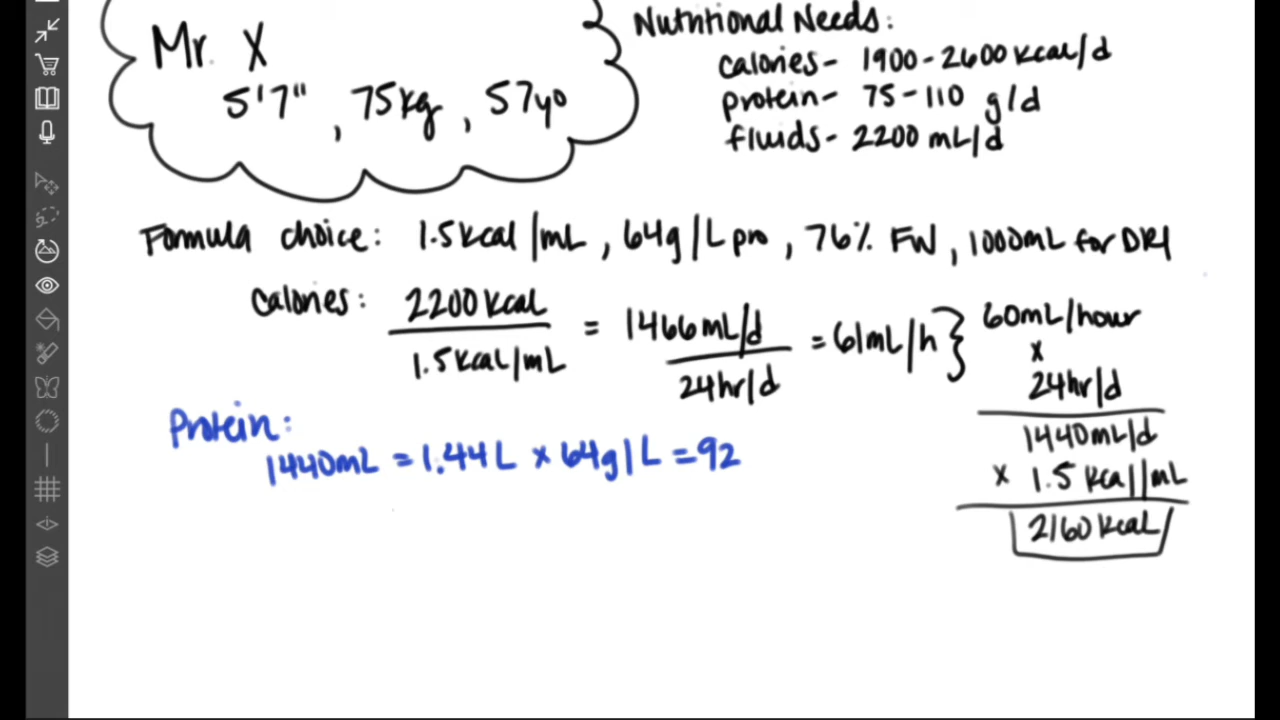 Mr. X
5'7", 75kg, 57yo
Nutritional Needs:
calories- 1900-2600 kcal/d
protein- 75-110 g/d
fluids- 2200 mL/d
Formula choice: 1.5kcal/mL, 64g/L pro, 76% FW, 1000mL for DRI
Calories: 2200 kcal
1.5kcal/mL
= 1466mL/d
24hr/d
= 61mL/h } 60mL/hour
x
24hr/d
1440mL/d
x 1.5 kcal/mL
2160 kcal
Protein:
1440mL = 1.44L x 64g/L = 92